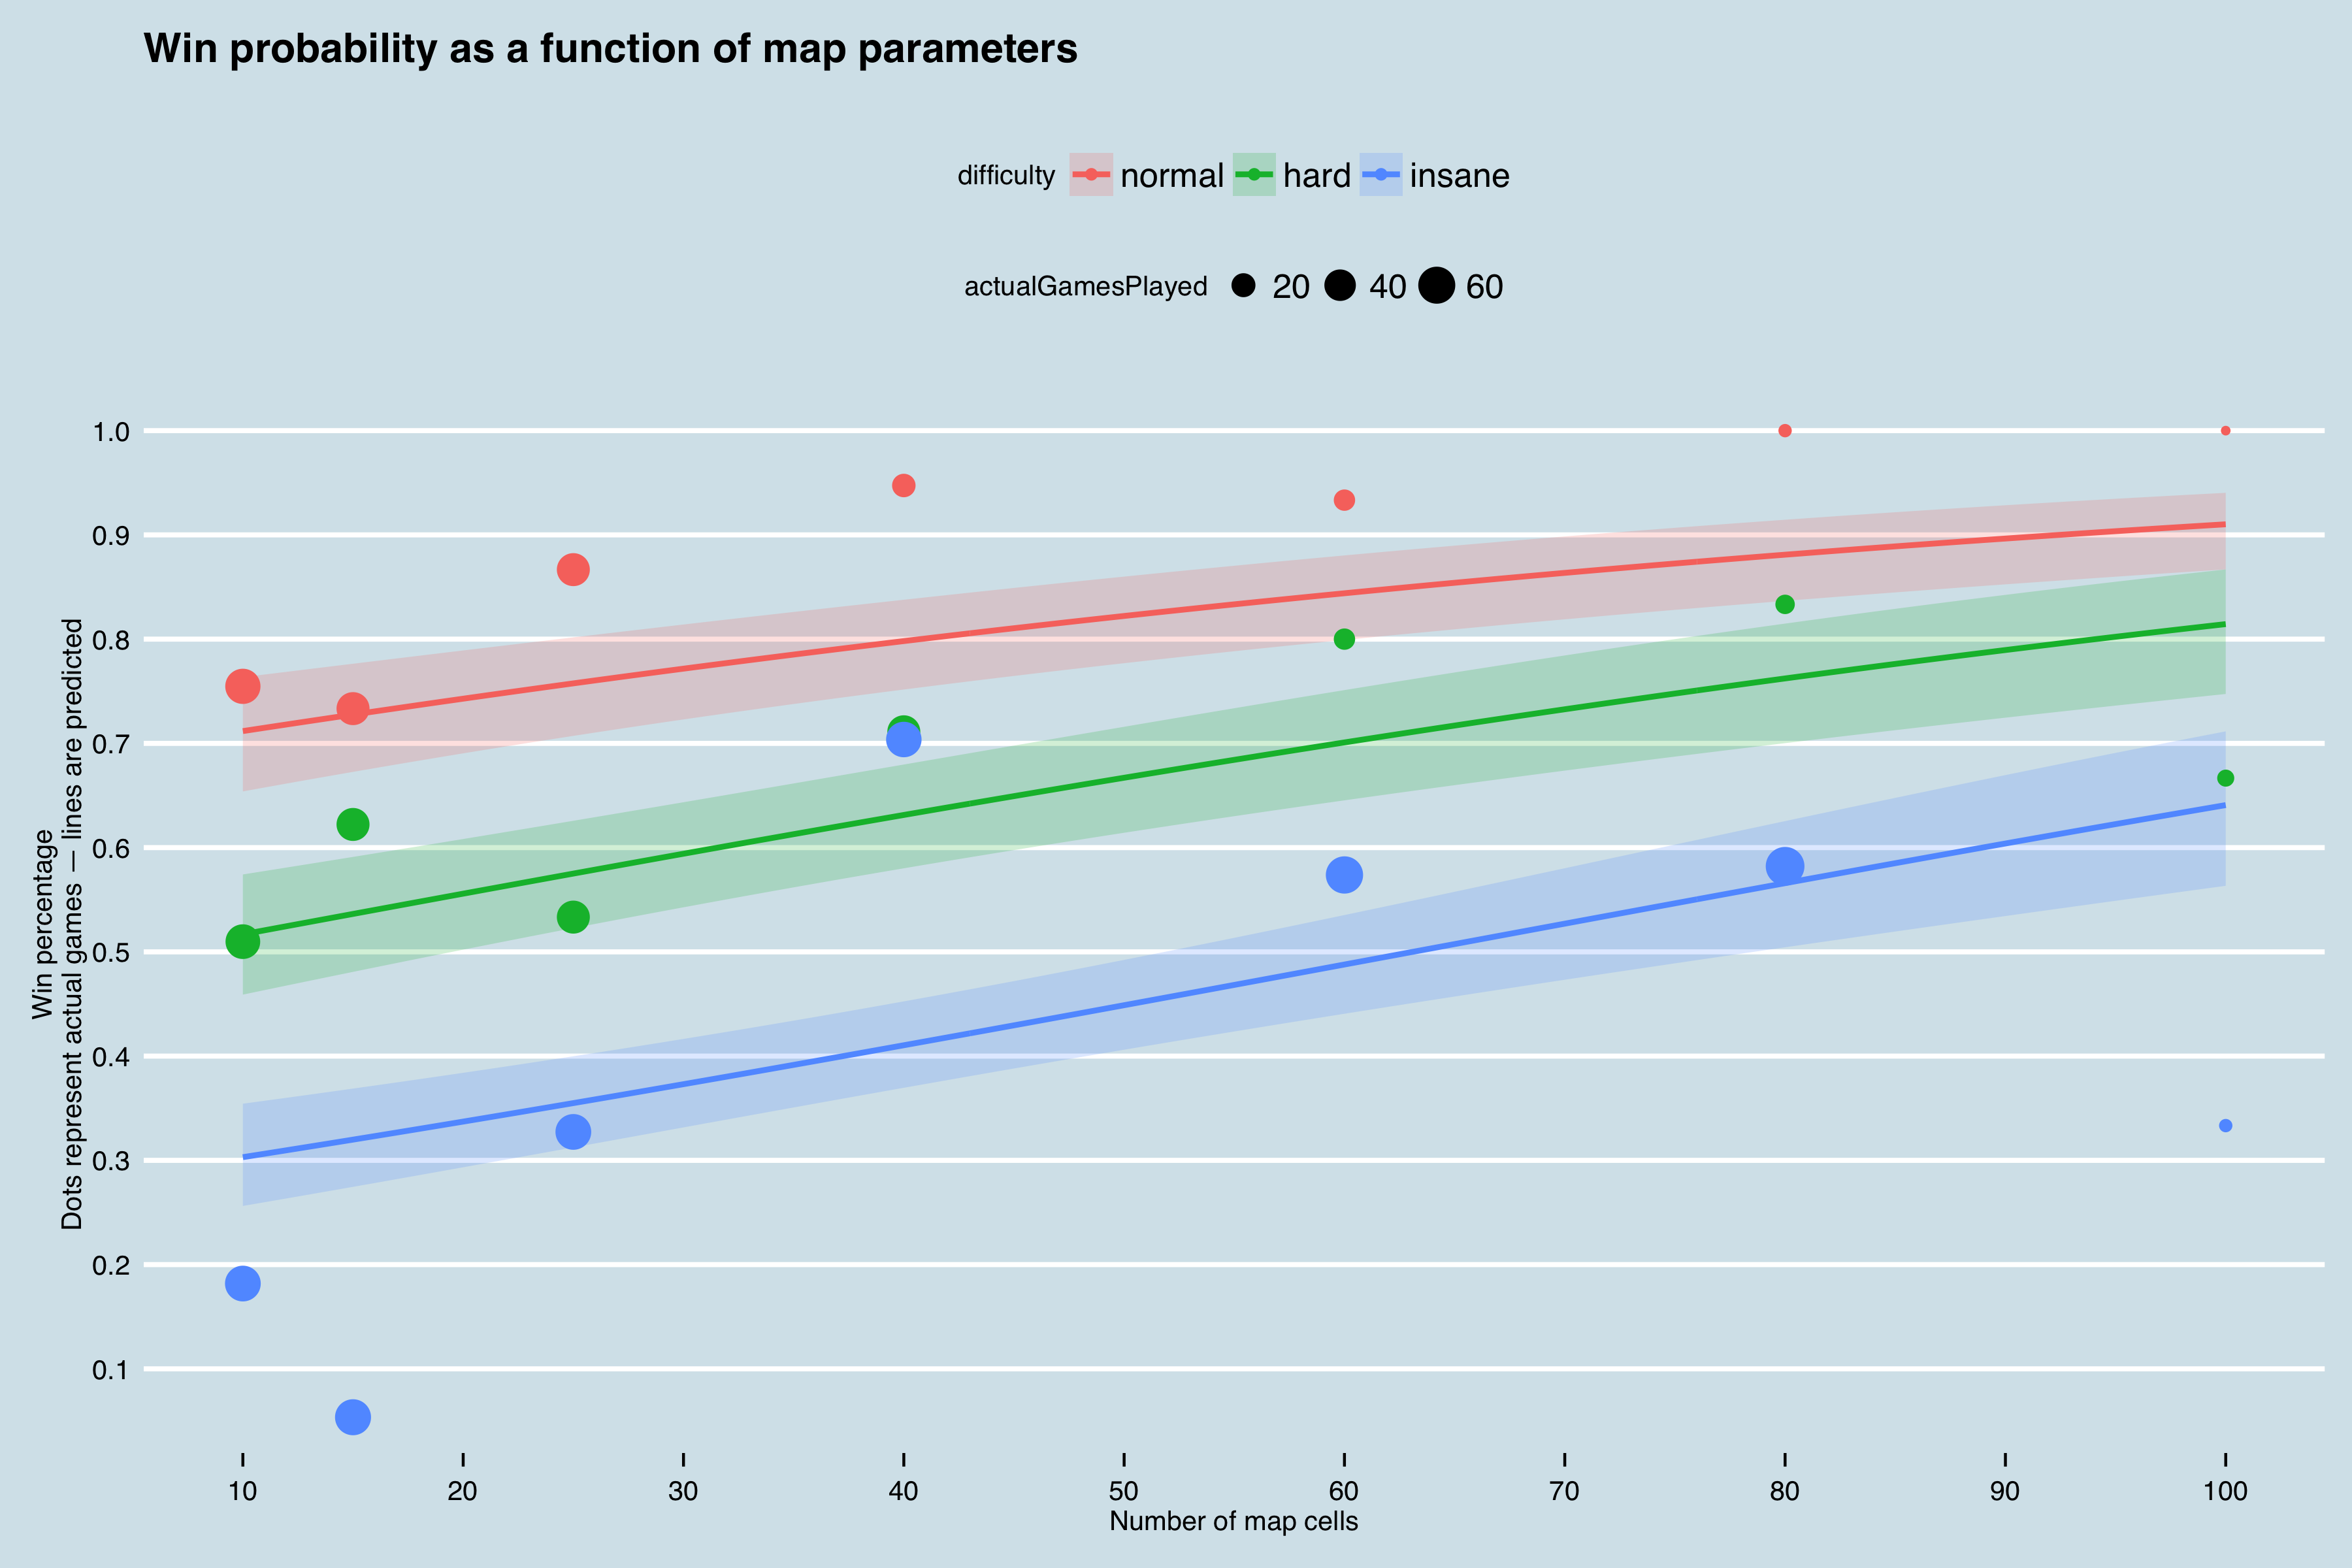 Win probability as a function of map parameters
difficulty normal hard insane
actualGamesPlayed 20 40 60
Win percentage
Dots represent actual games — lines are predicted
1.0
0.9
0.8
0.7
0.6
0.5
0.4
0.3
0.2
0.1
10 20 30 40 50 60 70 80 90 100
Number of map cells